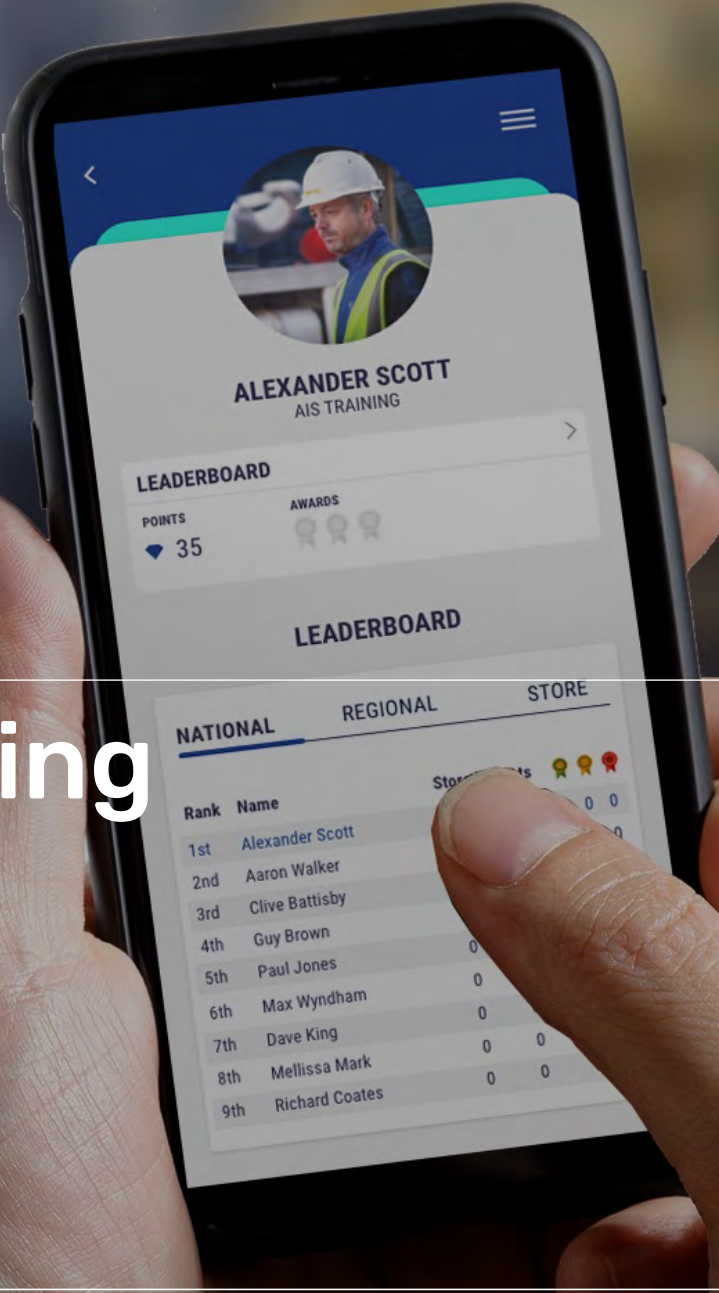 ALEXANDER SCOTT
AIS TRAINING
LEADERBOARD
POINTS AWARDS
35
LEADERBOARD
NATIONAL REGIONAL STORE
ing
Rank Name
1st Alexander Scott 0 0
2nd Aaron Walker 0
3rd Clive Battisby
4th Guy Brown
5th Paul Jones 0
6th Max Wyndham 0
7th Dave King 0
8th Mellissa Mark 0 0
9th Richard Coates 0 0